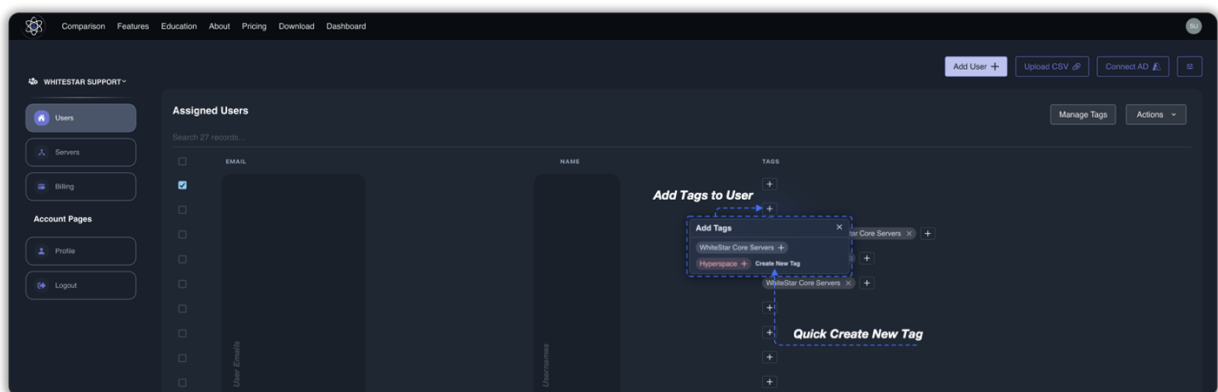 Comparison Features Education About Pricing Download Dashboard SU
Add User + Upload CSV Connect AD
WHITESTAR SUPPORT
Users
Servers
Billing
Account Pages
Profile
Logout
Assigned Users Manage Tags Actions
Search 27 records...
EMAIL NAME TAGS
+
Add Tags to User
+
Add Tags ×
WhiteStar Core Servers +
Hyperspace + Create New Tag
Core Servers × +
+
WhiteStar Core Servers × +
+
+
Quick Create New Tag
+
+
User Emails
Usernames